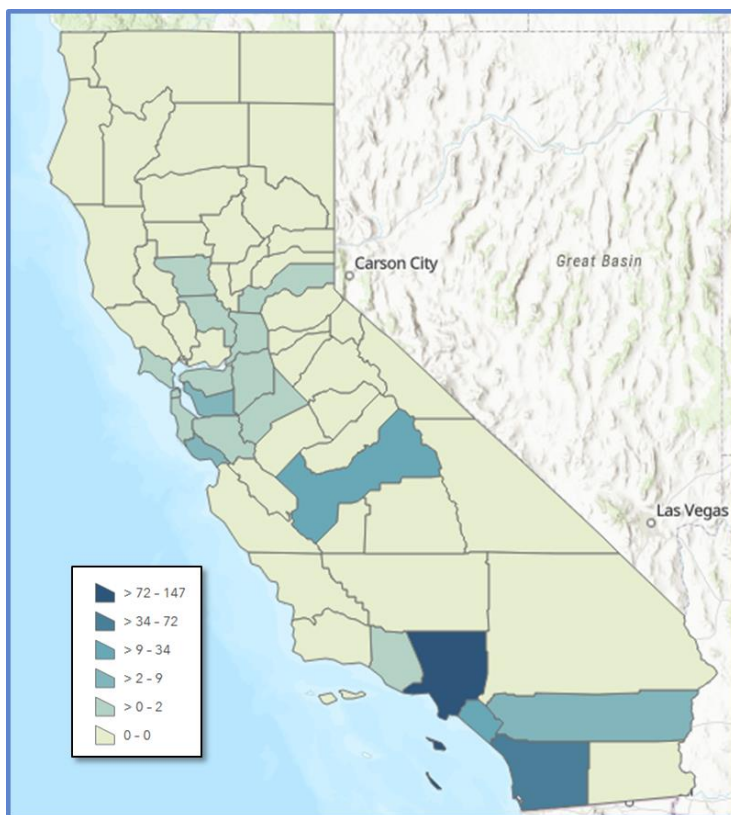 Carson City
Great Basin
Las Vegas
> 72 - 147
> 34 - 72
> 9 - 34
> 2 - 9
> 0 - 2
0 - 0